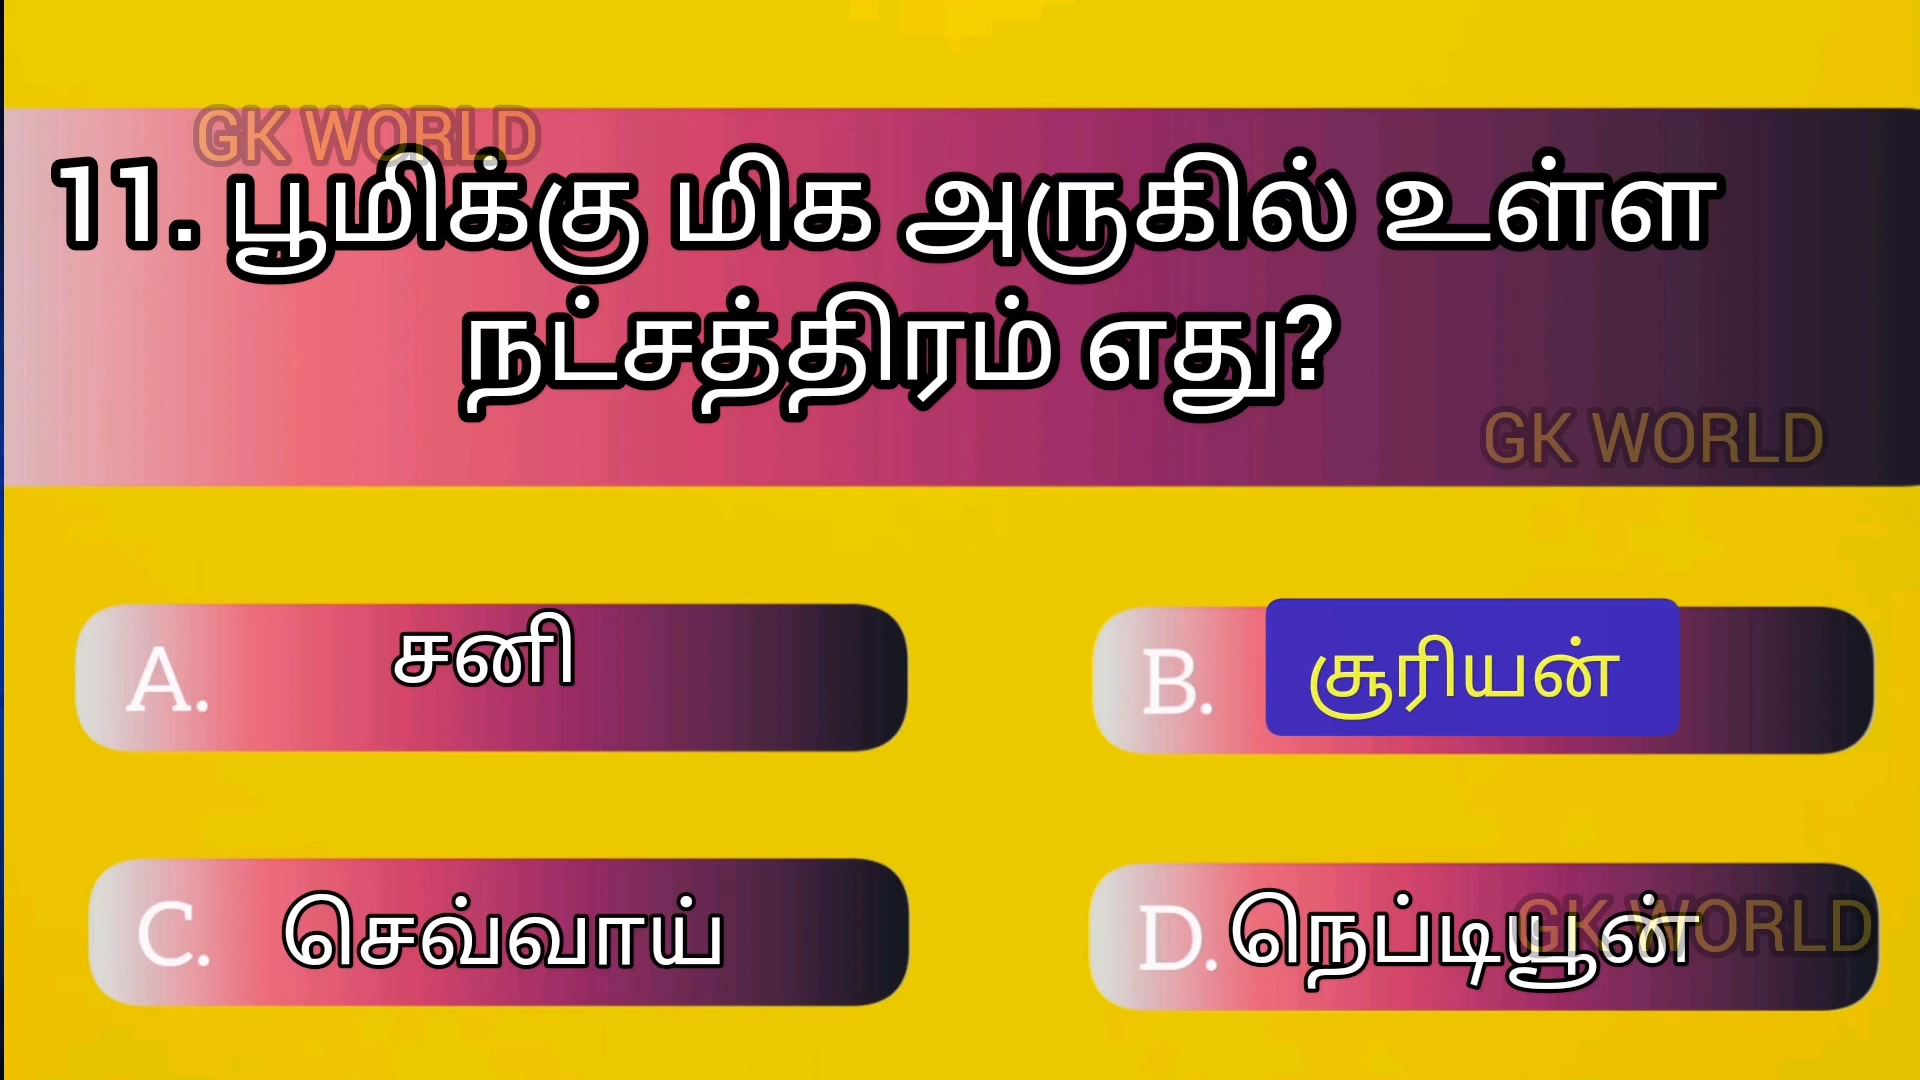 GK WORLD
11. பூமிக்கு மிக அருகில் உள்ள
நட்சத்திரம் எது?
GK WORLD
A. சனி
B. சூரியன்
C. செவ்வாய்
D. நெப்டியூன்
GK WORLD